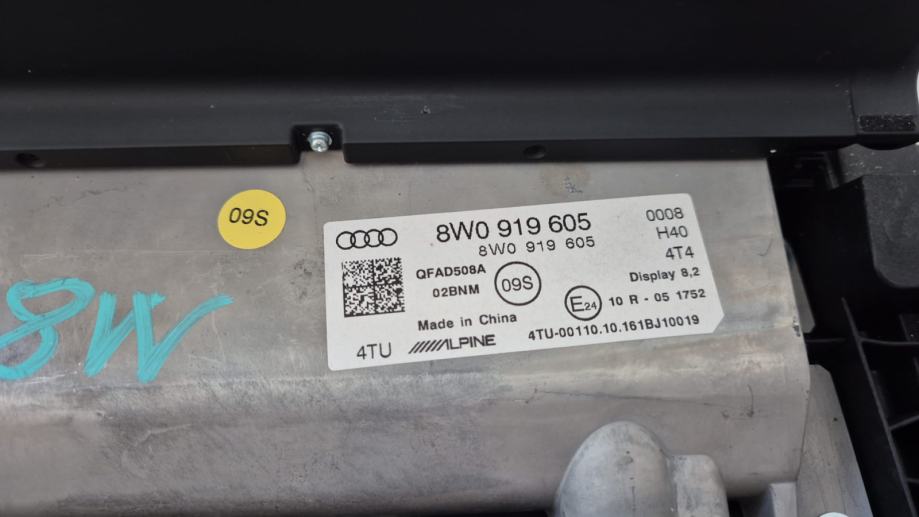 09S
8W
8W0 919 605
8W0 919 605
0008
H40
4T4
QFAD508A
02BNM
09S
Display 8,2
E24
10 R - 05 1752
Made in China
4TU
ALPINE
4TU-00110.10.161BJ10019